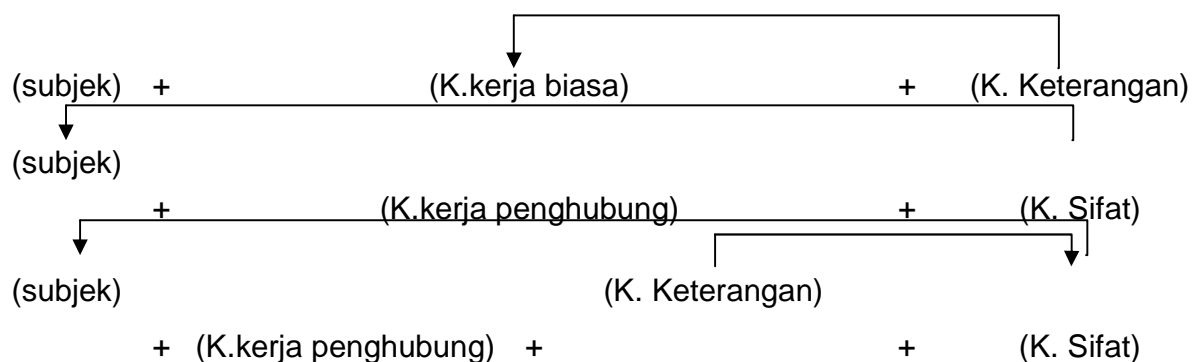 (subjek) + (K.kerja biasa) + (K. Keterangan)
(subjek)
+ (K.kerja penghubung) + (K. Sifat)
(subjek) (K. Keterangan)
+ (K.kerja penghubung) + + (K. Sifat)